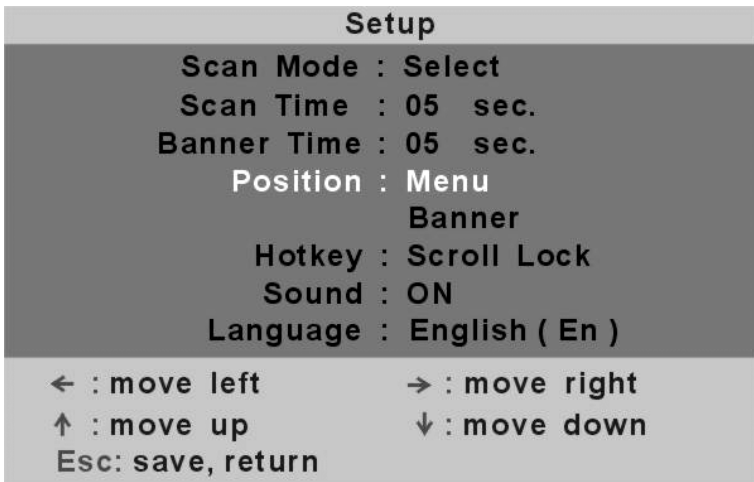 Setup
Scan Mode : Select
Scan Time : 05 sec.
Banner Time : 05 sec.
Position : Menu
Banner
Hotkey : Scroll Lock
Sound : ON
Language : English ( En )
← : move left → : move right
↑ : move up ↓ : move down
Esc: save, return